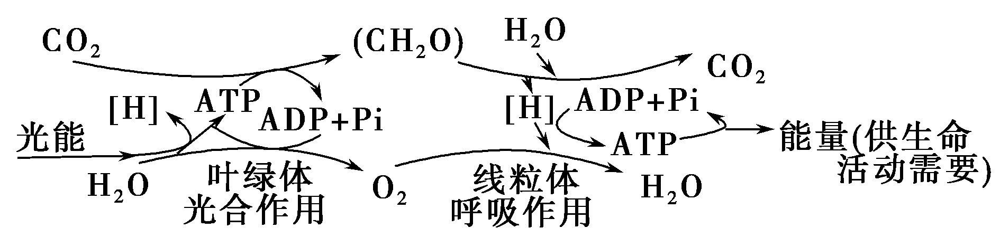 CO₂
(CH₂O)
H₂O
CO₂
[H]
ATP
ADP+Pi
[H]
ADP+Pi
光能
ATP
能量(供生命
活动需要)
H₂O
叶绿体
光合作用
O₂
线粒体
呼吸作用
H₂O